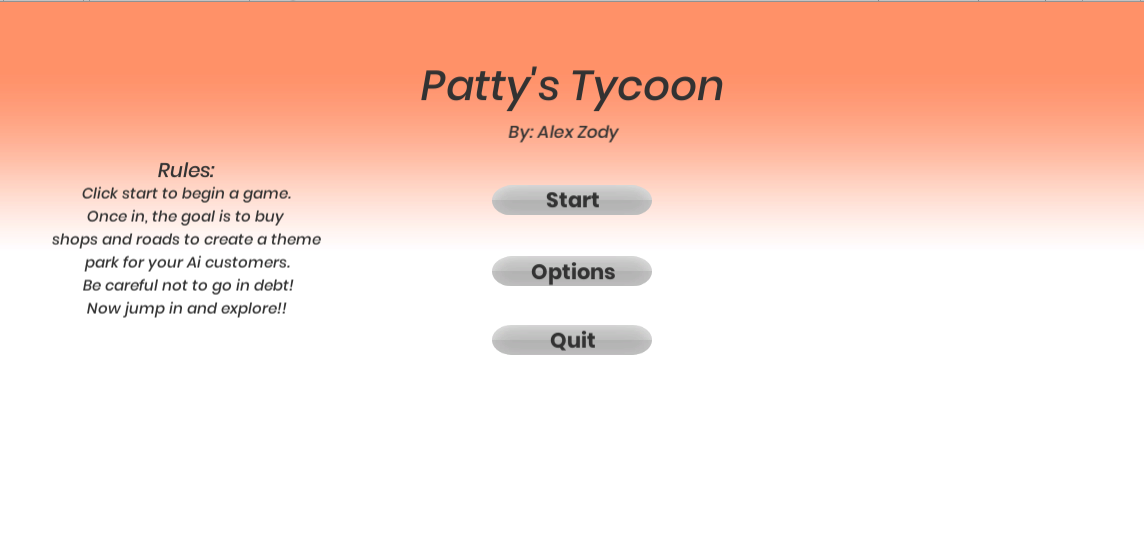 Patty's Tycoon
By: Alex Zody
Rules:
Click start to begin a game.
Once in, the goal is to buy
shops and roads to create a theme
park for your Ai customers.
Be careful not to go in debt!
Now jump in and explore!!
Start
Options
Quit